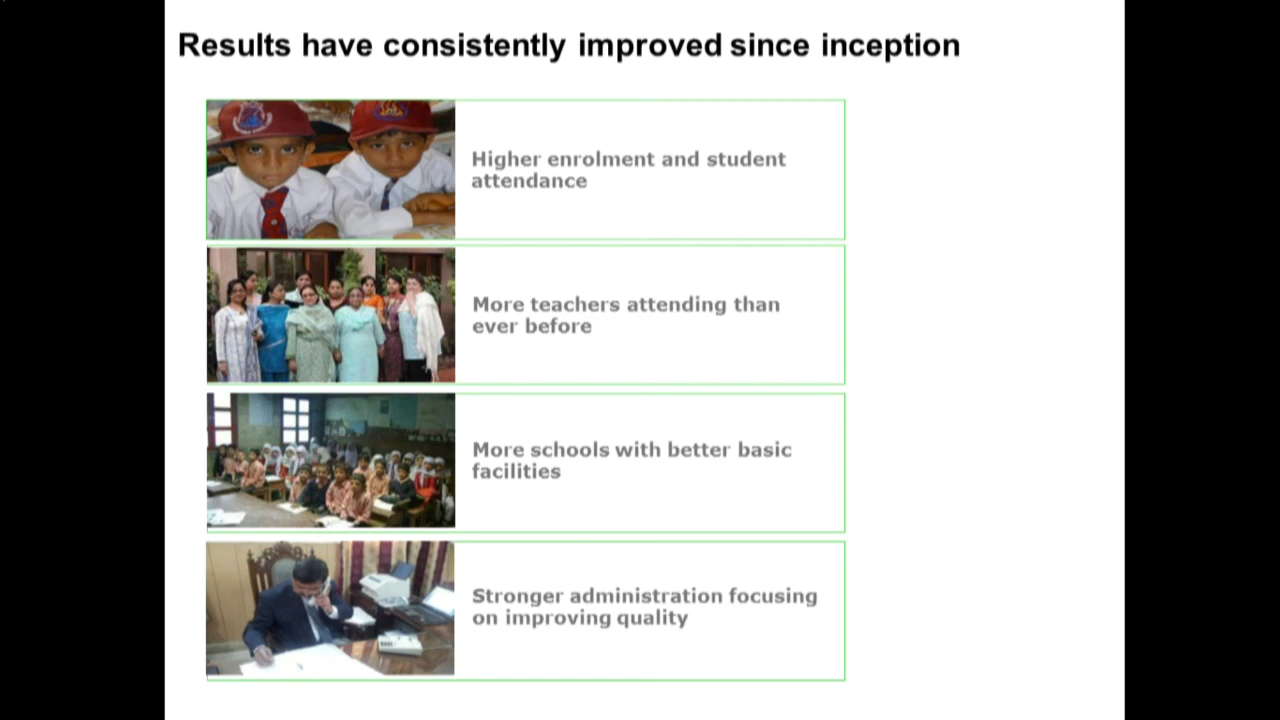 Results have consistently improved since inception
Higher enrolment and student
attendance
More teachers attending than
ever before
More schools with better basic
facilities
Stronger administration focusing
on improving quality